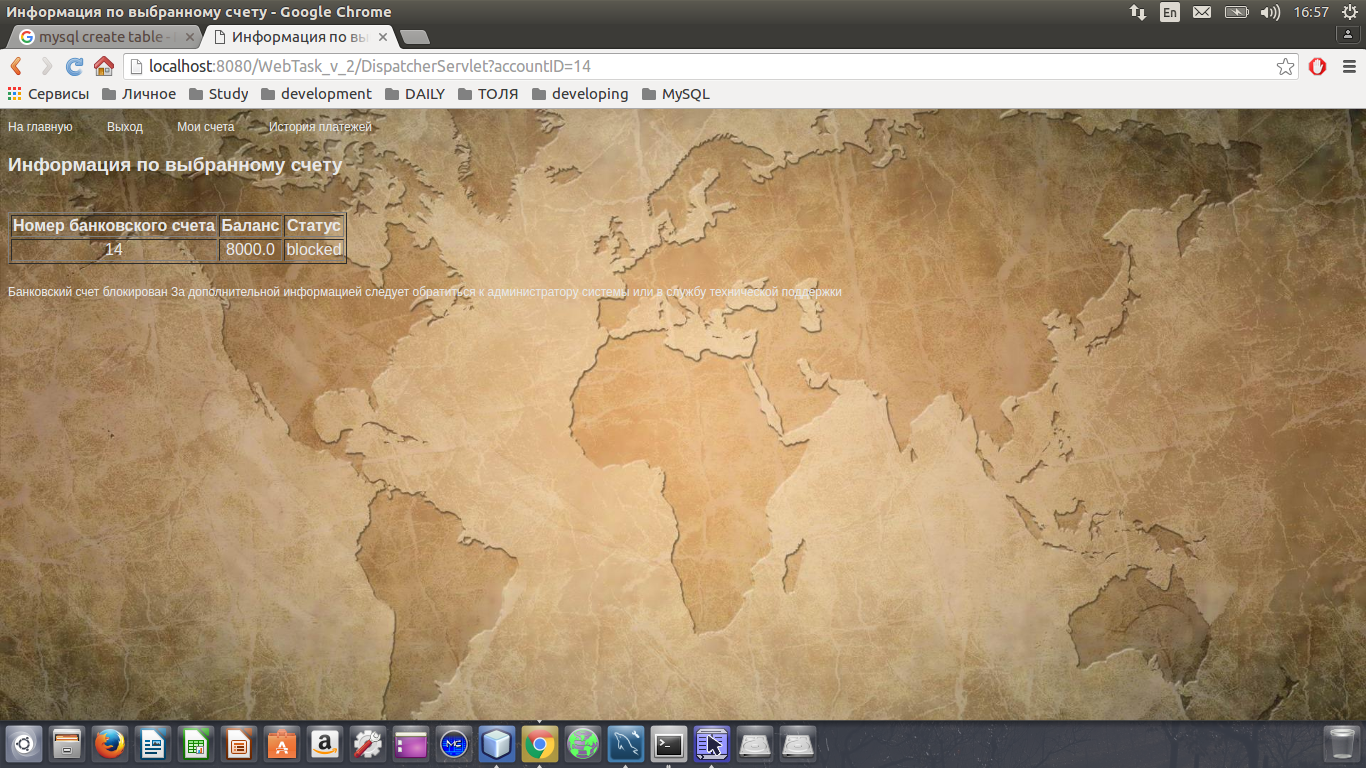 Информация по выбранному счету - Google Chrome
En
16:57
mysql create table -
Информация по вы
localhost:8080/WebTask_v_2/DispatcherServlet?accountID=14
Сервисы Личное Study development DAILY ТОЛЯ developing MySQL
На главную Выход Мои счета История платежей
Информация по выбранному счету
Номер банковского счета Баланс Статус
14 8000.0 blocked
Банковский счет блокирован За дополнительной информацией следует обратиться к администратору системы или в службу технической поддержки